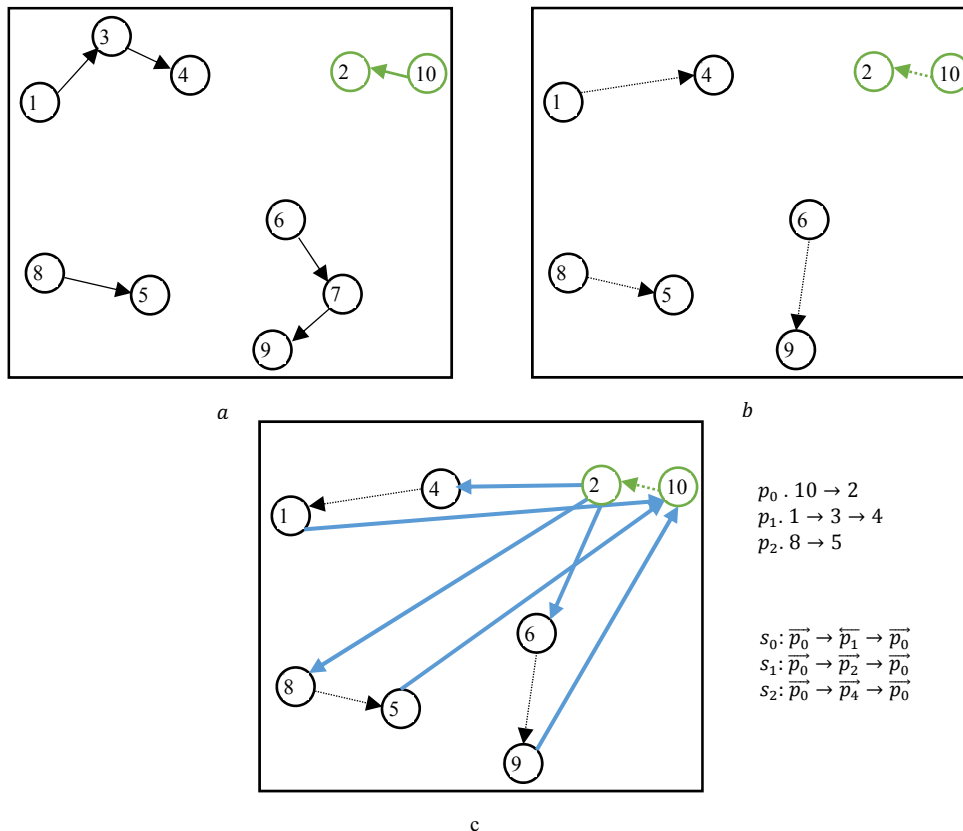 3
4
1
2
10
6
8
5
7
9
a
4
1
2
10
6
8
5
9
b
4
1
2
10
6
8
5
9
c
p₀ . 10 → 2
p₁. 1 → 3 → 4
p₂. 8 → 5
s₀: p₀⃗ → p₁⃖ → p₀⃗
s₁: p₀⃗ → p₂⃗ → p₀⃗
s₂: p₀⃗ → p₄⃗ → p₀⃗